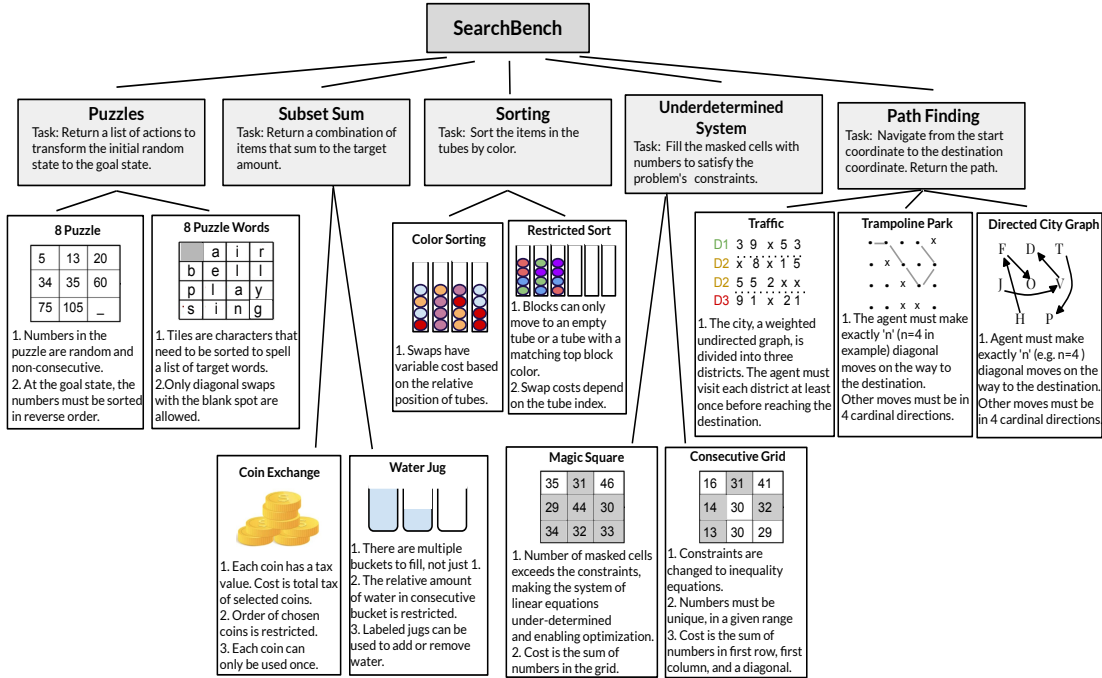 SearchBench
Puzzles
Task: Return a list of actions to
transform the initial random
state to the goal state.
Subset Sum
Task: Return a combination of
items that sum to the target
amount.
Sorting
Task: Sort the items in the
tubes by color.
Underdetermined
System
Task: Fill the masked cells with
numbers to satisfy the
problem's constraints.
Path Finding
Task: Navigate from the start
coordinate to the destination
coordinate. Return the path.
8 Puzzle
5 13 20
34 35 60
75 105 _
1. Numbers in the
puzzle are random and
non-consecutive.
2. At the goal state, the
numbers must be sorted
in reverse order.
8 Puzzle Words
a i r
b e l l
p l a y
s i n g
1. Tiles are characters that
need to be sorted to spell
a list of target words.
2.Only diagonal swaps
with the blank spot are
allowed.
Color Sorting
1. Swaps have
variable cost based
on the relative
position of tubes.
Restricted Sort
1. Blocks can only
move to an empty
tube or a tube with a
matching top block
color.
2. Swap costs depend
on the tube index.
Traffic
D1 3 9 x 5 3
D2 x 8 x 1 5
D2 5 5 2 x x
D3 9 1 x 2 1
1. The city, a weighted
undirected graph, is
divided into three
districts. The agent must
visit each district at least
once before reaching the
destination.
Trampoline Park
x
x
x x
1. The agent must make
exactly 'n' (n=4 in
example) diagonal
moves on the way to
the destination.
Other moves must be in
4 cardinal directions.
Directed City Graph
F D T
J O V
H P
1. Agent must make
exactly 'n' (e.g. n=4 )
diagonal moves on the
way to the destination.
Other moves must be
in 4 cardinal directions.
Coin Exchange
1. Each coin has a tax
value. Cost is total tax
of selected coins.
2. Order of chosen
coins is restricted.
3. Each coin can
only be used once.
Water Jug
1. There are multiple
buckets to fill, not just 1.
2. The relative amount
of water in consecutive
bucket is restricted.
3. Labeled jugs can be
used to add or remove
water.
Magic Square
35 31 46
29 44 30
34 32 33
1. Number of masked cells
exceeds the constraints,
making the system of
linear equations
under-determined
and enabling optimization.
2. Cost is the sum of
numbers in the grid.
Consecutive Grid
16 31 41
14 30 32
13 30 29
1. Constraints are
changed to inequality
equations.
2. Numbers must be
unique, in a given range
3. Cost is the sum of
numbers in first row, first
column, and a diagonal.